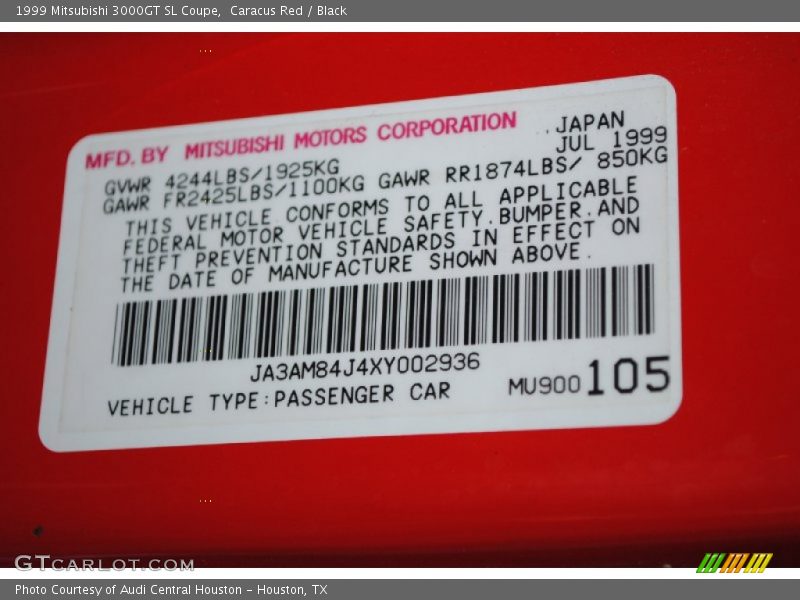 1999 Mitsubishi 3000GT SL Coupe,  Caracus Red / Black
MFD. BY MITSUBISHI MOTORS CORPORATION
JAPAN
JUL 1999
GVWR 4244LBS/1925KG
GAWR FR2425LBS/1100KG GAWR RR1874LBS/ 850KG
THIS VEHICLE CONFORMS TO ALL APPLICABLE
FEDERAL MOTOR VEHICLE SAFETY.BUMPER.AND
THEFT PREVENTION STANDARDS IN EFFECT ON
THE DATE OF MANUFACTURE SHOWN ABOVE.
JA3AM84J4XY002936
VEHICLE TYPE:PASSENGER CAR
MU900105
GTCARLOT.COM
Photo Courtesy of Audi Central Houston - Houston, TX